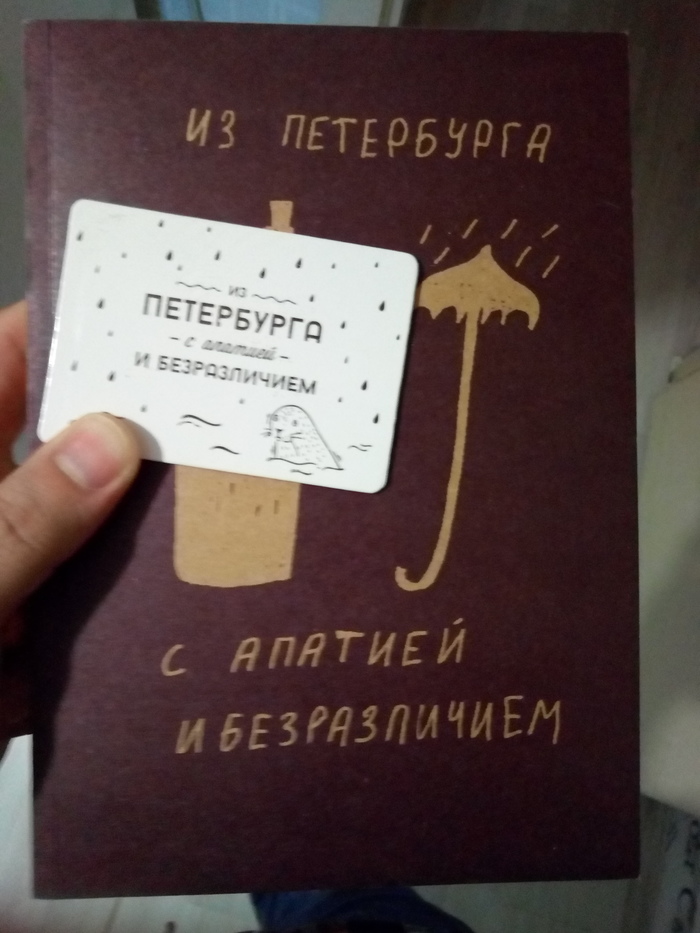 ИЗ ПЕТЕРБУРГА
ИЗ
ПЕТЕРБУРГА
- с апатией -
И БЕЗРАЗЛИЧИЕМ
С АПАТИЕЙ
И БЕЗРАЗЛИЧИЕМ